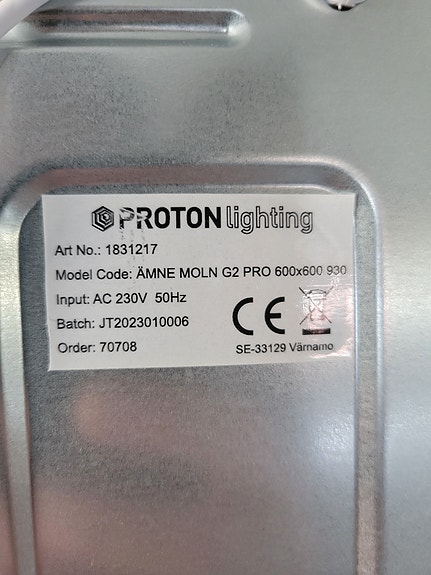 PROTON lighting
Art No.: 1831217
Model Code: ÄMNE MOLN G2 PRO 600x600 930
Input: AC 230V 50Hz
Batch: JT2023010006
Order: 70708
CE
SE-33129 Värnamo